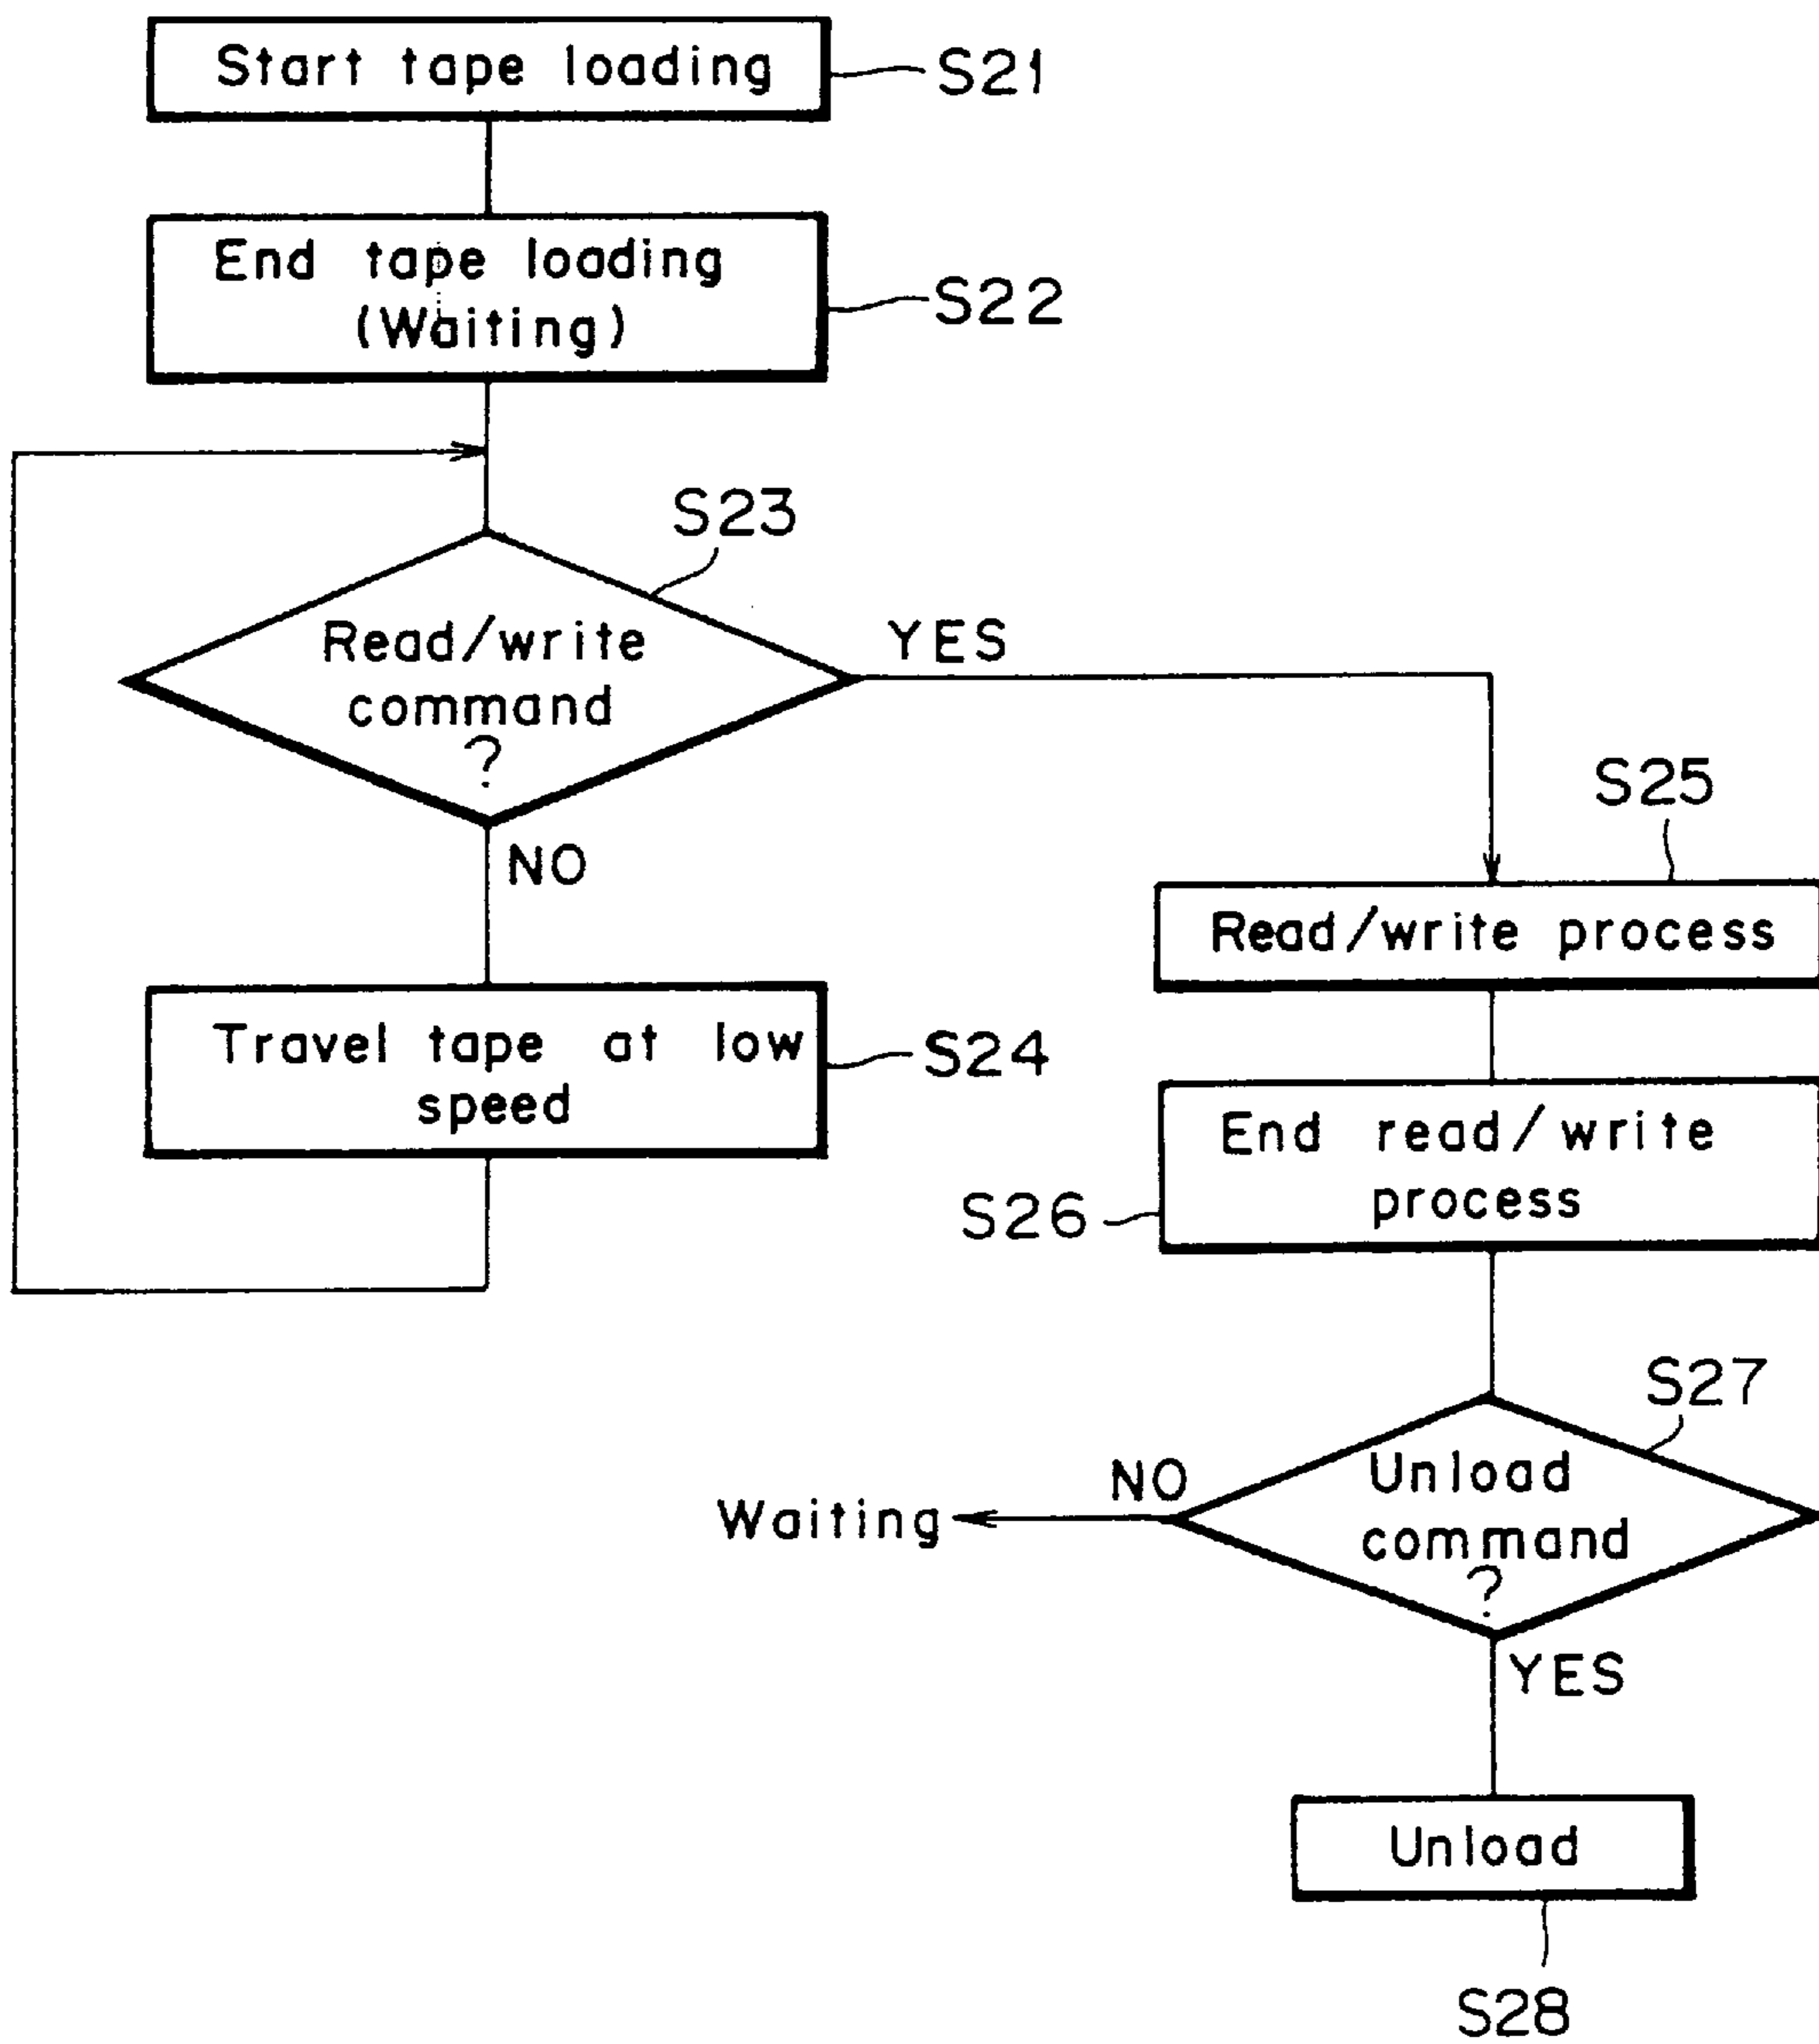 Start tape loading
S21
End tape loading
(Waiting)
S22
S23
Read/write
command
?
YES
NO
S25
Read/write process
Travel tape at low
speed
S24
End read/write
process
S26
S27
Unload
command
?
NO
Waiting
YES
Unload
S28